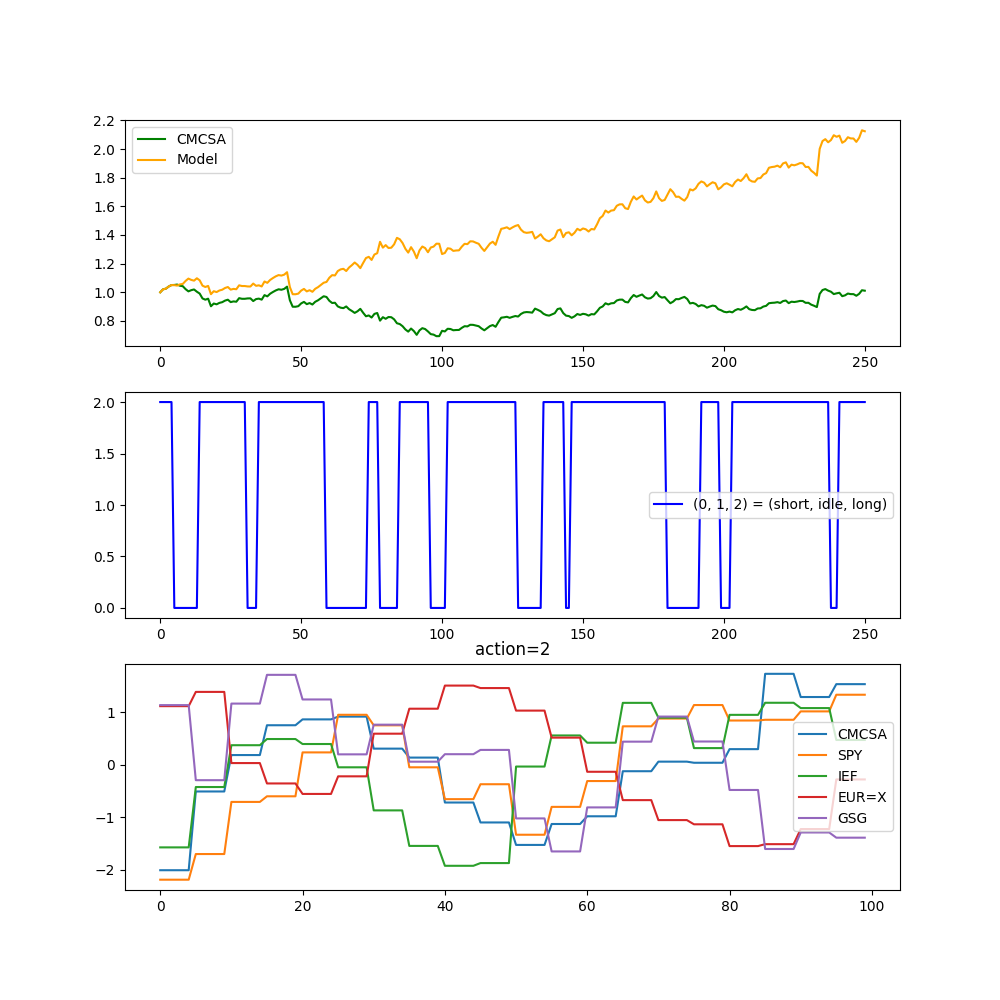 2.2
2.0
1.8
1.6
1.4
1.2
1.0
0.8
CMCSA
Model
0 50 100 150 200 250
2.0
1.5
1.0
0.5
0.0
(0, 1, 2) = (short, idle, long)
0 50 100 150 200 250
action=2
1
0
−1
−2
CMCSA
SPY
IEF
EUR=X
GSG
0 20 40 60 80 100